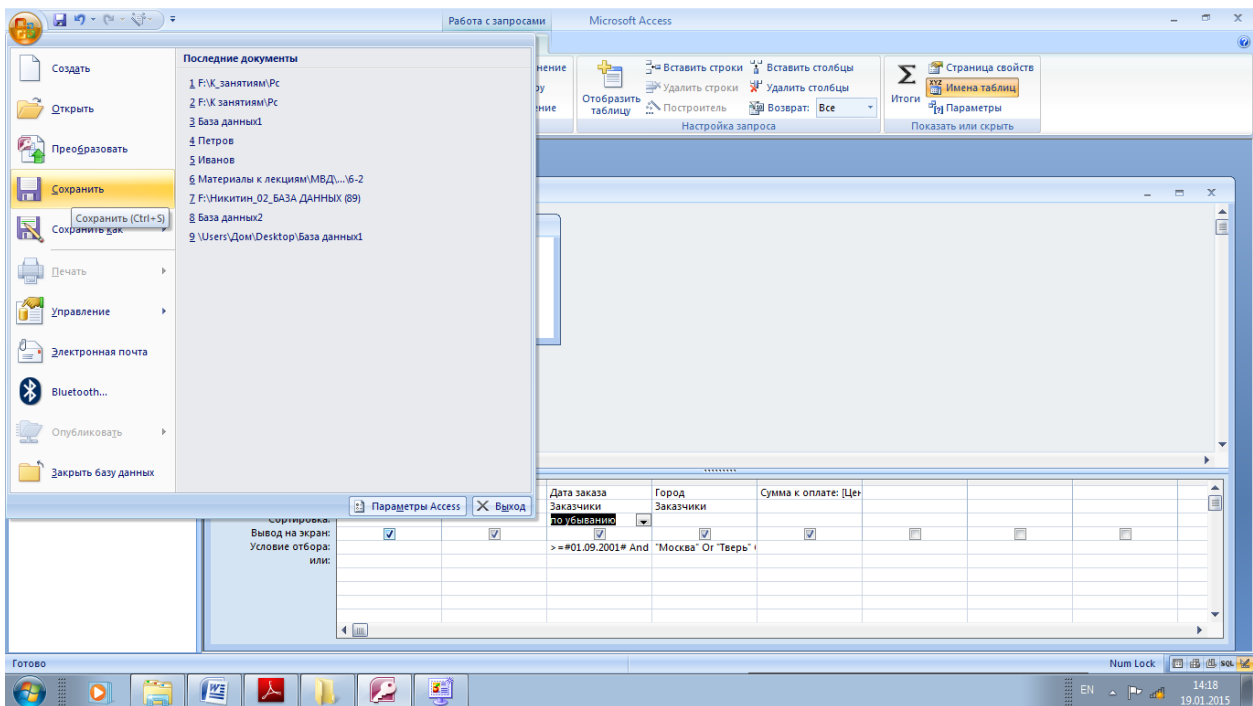 Работа с запросами
Microsoft Access
Создать
Открыть
Преобразовать
Сохранить
Сохранить (Ctrl+S)
Сохранить как
Печать
Управление
Электронная почта
Bluetooth...
Опубликовать
Закрыть базу данных
Последние документы
1 F:\К_занятиям\Рс
2 F:\К занятиям\Рс
3 База данных1
4 Петров
5 Иванов
6 Материалы к лекциям\МВД\...\6-2
7 F:\Никитин_02_БАЗА ДАННЫХ (89)
8 База данных2
9 \Users\Дом\Desktop\База данных1
Параметры Access
Выход
Отобразить таблицу
Вставить строки
Удалить строки
Построитель
Вставить столбцы
Удалить столбцы
Возврат: Все
Настройка запроса
Итоги
Страница свойств
Имена таблиц
Параметры
Показать или скрыть
Дата заказа Город Сумма к оплате: [Цен
Заказчики Заказчики
Сортировка: по убыванию
Вывод на экран:
Условие отбора: >=#01.09.2001# And "Москва" Or "Тверь"
или:
Готово
Num Lock
SQL
EN
14:18
19.01.2015